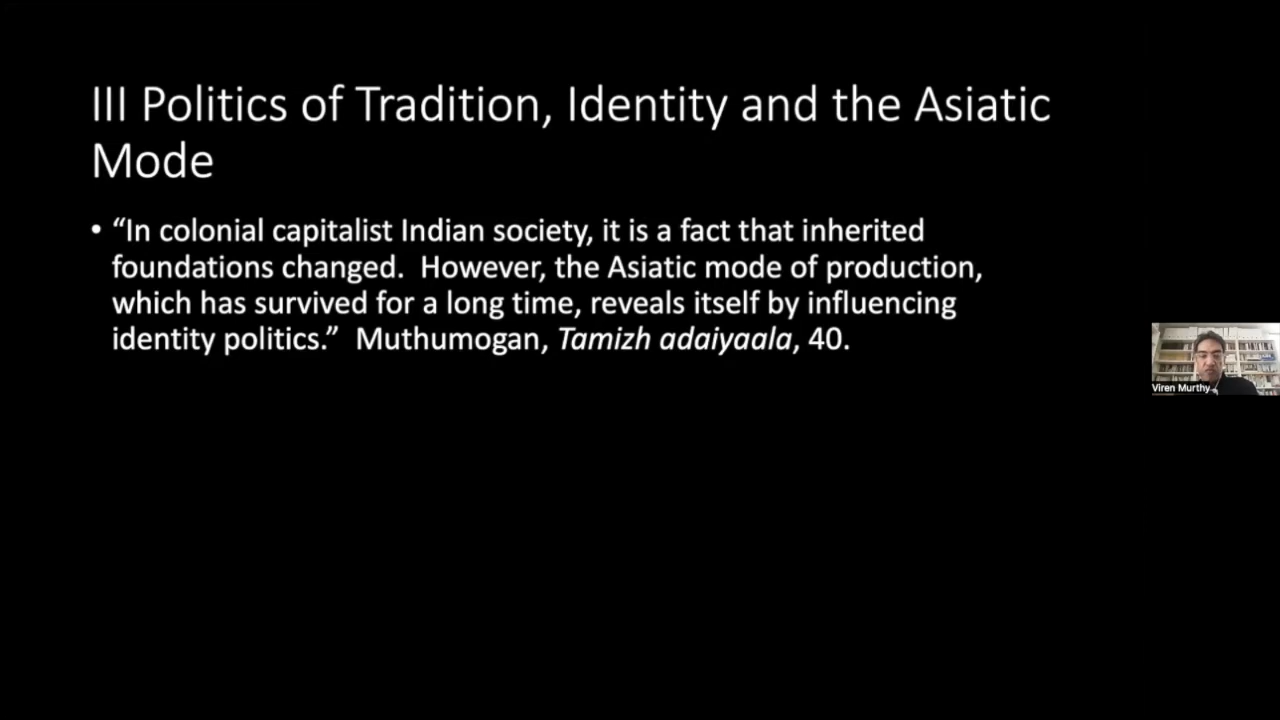 III Politics of Tradition, Identity and the Asiatic
Mode
• “In colonial capitalist Indian society, it is a fact that inherited
foundations changed.  However, the Asiatic mode of production,
which has survived for a long time, reveals itself by influencing
identity politics.”  Muthumogan, Tamizh adaiyaala, 40.
Viren Murthy